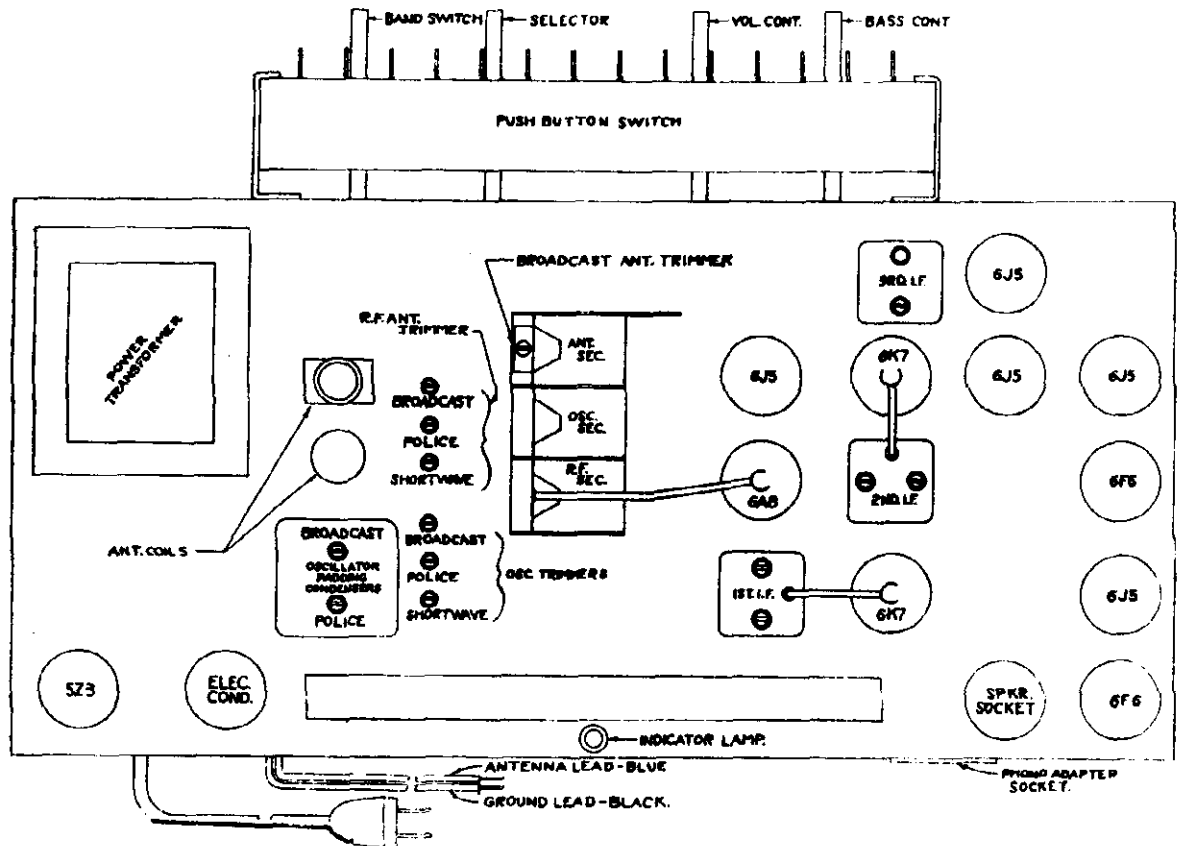 BAND SWITCH
SELECTOR
VOL. CONT.
BASS CONT
PUSH BUTTON SWITCH
BROADCAST ANT. TRIMMER
3RD. I.F.
6J5
POWER
TRANSFORMER
R.F. ANT.
TRIMMER
ANT.
SEC.
6J5
6K7
6J5
6J5
BROADCAST
POLICE
SHORTWAVE
OSC.
SEC.
R.F.
SEC.
6A8
2ND. I.F.
6F6
ANT. COILS
BROADCAST
OSCILLATOR
PADDING
CONDENSERS
POLICE
BROADCAST
POLICE
SHORTWAVE
OSC. TRIMMERS
1ST. I.F.
6K7
6J5
5Z3
ELEC.
COND.
SPKR.
SOCKET
6F6
INDICATOR LAMP.
ANTENNA LEAD-BLUE
GROUND LEAD-BLACK.
PHONO ADAPTER
SOCKET.